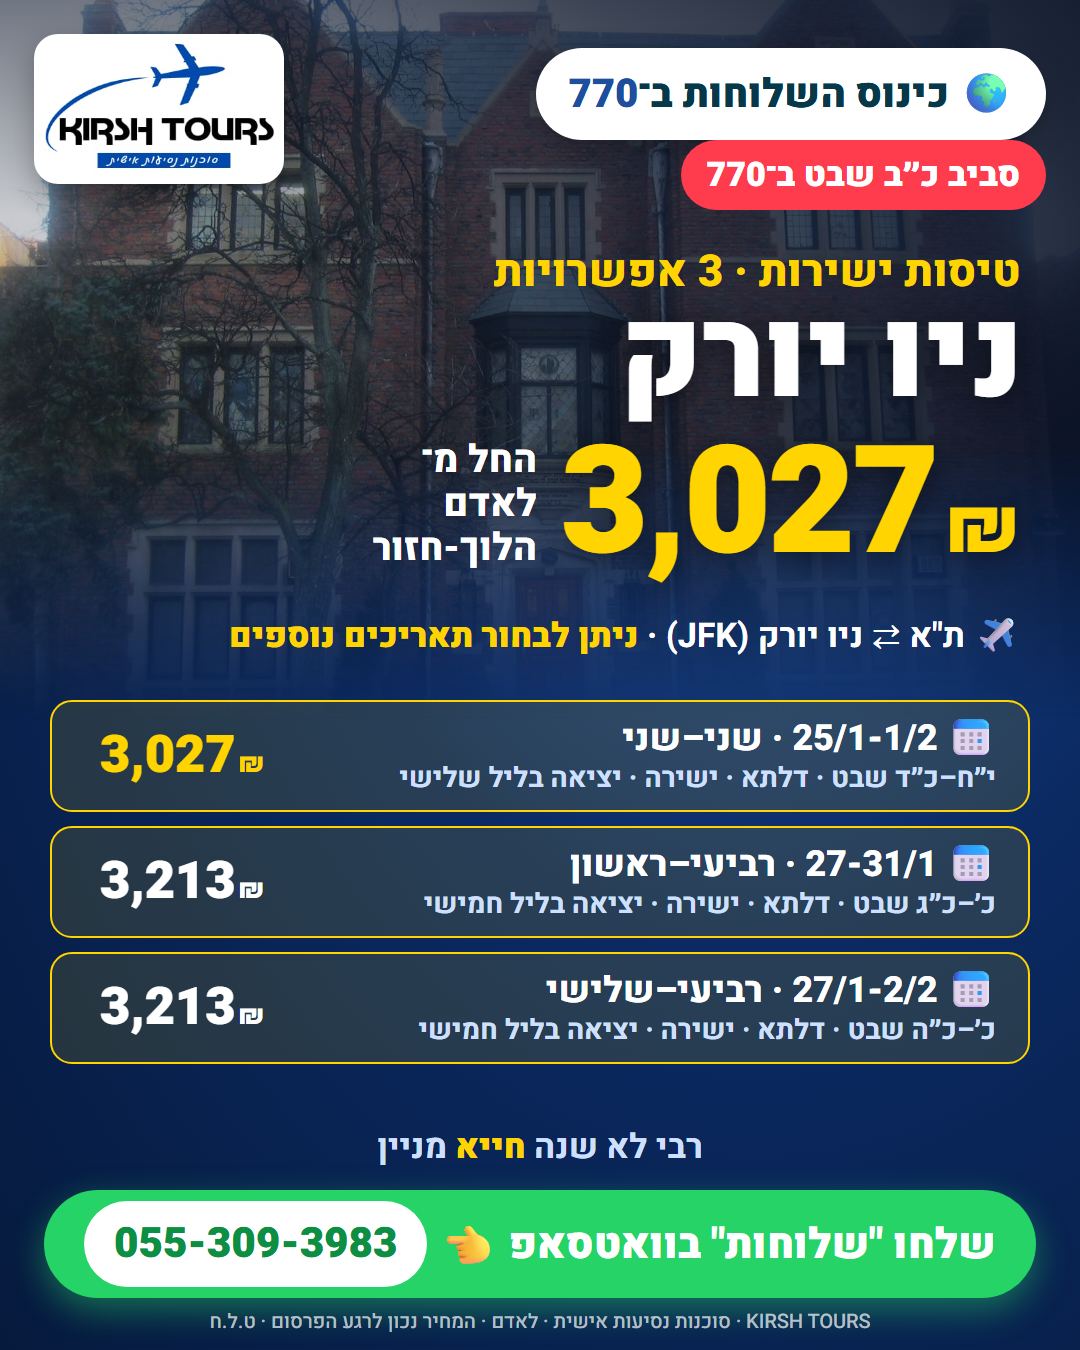 KIRSH TOURS
סוכנות נסיעות אישית
כינוס השלוחות ב־770
סביב כ״ב שבט ב־770
טיסות ישירות · 3 אפשרויות
ניו יורק
₪3,027
החל מ־
לאדם
הלוך-חזור
ת"א ⇄ ניו יורק (JFK) · ניתן לבחור תאריכים נוספים
25/1-1/2 · שני–שני
י״ח–כ״ד שבט · דלתא · ישירה · יציאה בליל שלישי
₪3,027
27-31/1 · רביעי–ראשון
כ׳–כ״ג שבט · דלתא · ישירה · יציאה בליל חמישי
₪3,213
27/1-2/2 · רביעי–שלישי
כ׳–כ״ה שבט · דלתא · ישירה · יציאה בליל חמישי
₪3,213
רבי לא שנה חייא מניין
שלחו "שלוחות" בוואטסאפ 👈 055-309-3983
KIRSH TOURS · סוכנות נסיעות אישית · לאדם · המחיר נכון לרגע הפרסום · ט.ל.ח